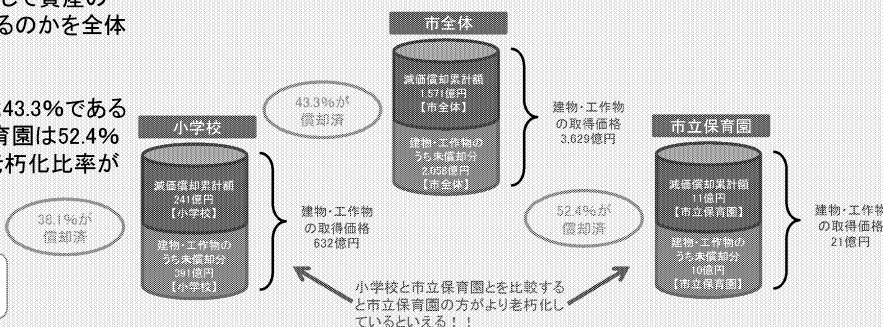 して資産の
るのかを全体
43.3%である
育園は52.4%
老朽化比率が
市全体
減価償却累計額
1,571億円
【市全体】
建物・工作物の
うち未償却分
2,058億円
【市全体】
43.3%が
償却済
建物・工作物
の取得価格
3,629億円
小学校
減価償却累計額
241億円
【小学校】
建物・工作物の
うち未償却分
391億円
【小学校】
38.1%が
償却済
建物・工作物
の取得価格
632億円
市立保育園
減価償却累計額
11億円
【市立保育園】
建物・工作物の
うち未償却分
10億円
【市立保育園】
52.4%が
償却済
建物・工作物
の取得価格
21億円
小学校と市立保育園とを比較する
と市立保育園の方がより老朽化し
ているといえる！！